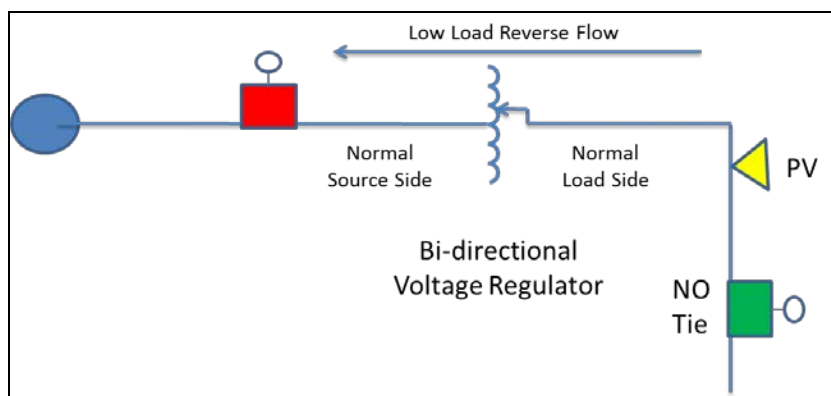 Low Load Reverse Flow
Normal
Source Side
Normal
Load Side
PV
Bi-directional
Voltage Regulator
NO
Tie